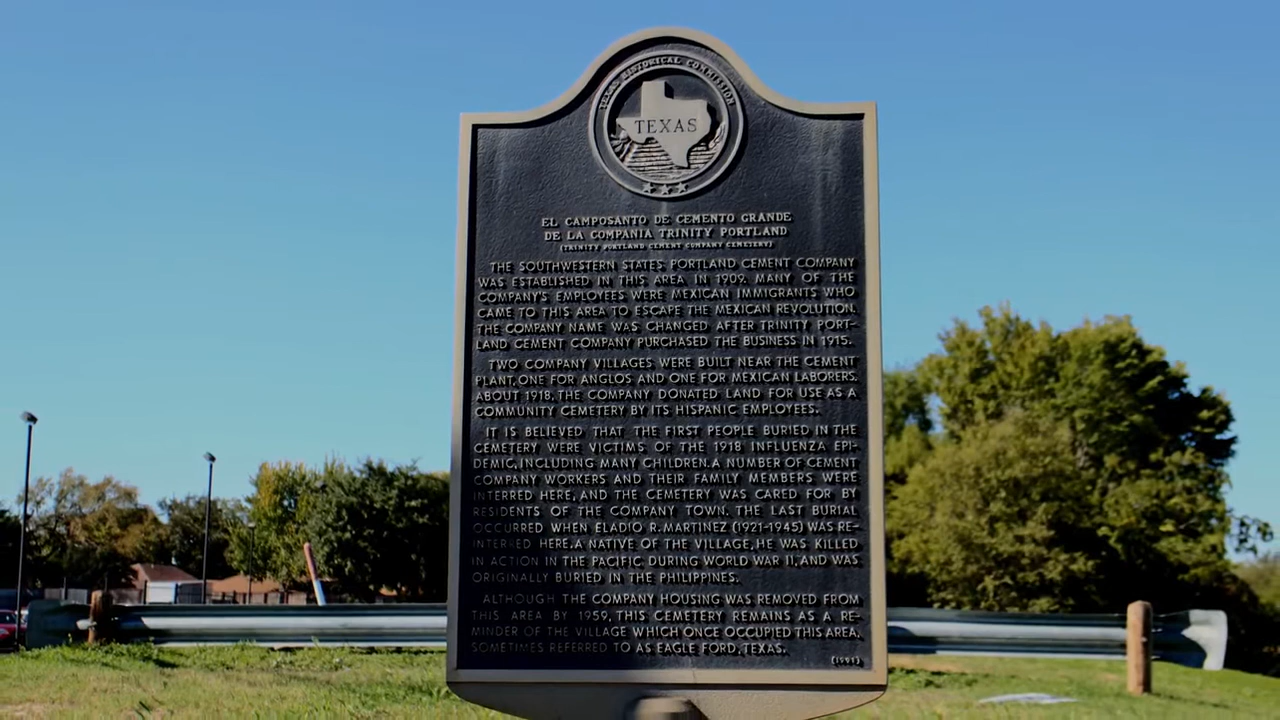 TEXAS HISTORICAL COMMISSION
TEXAS
EL CAMPOSANTO DE CEMENTO GRANDE
DE LA COMPANIA TRINITY PORTLAND
(TRINITY PORTLAND CEMENT COMPANY CEMETERY)
THE SOUTHWESTERN STATES PORTLAND CEMENT COMPANY
WAS ESTABLISHED IN THIS AREA IN 1909. MANY OF THE
COMPANY'S EMPLOYEES WERE MEXICAN IMMIGRANTS WHO
CAME TO THIS AREA TO ESCAPE THE MEXICAN REVOLUTION.
THE COMPANY NAME WAS CHANGED AFTER TRINITY PORT-
LAND CEMENT COMPANY PURCHASED THE BUSINESS IN 1915.
TWO COMPANY VILLAGES WERE BUILT NEAR THE CEMENT
PLANT, ONE FOR ANGLOS AND ONE FOR MEXICAN LABORERS.
ABOUT 1918, THE COMPANY DONATED LAND FOR USE AS A
COMMUNITY CEMETERY BY ITS HISPANIC EMPLOYEES.
IT IS BELIEVED THAT THE FIRST PEOPLE BURIED IN THE
CEMETERY WERE VICTIMS OF THE 1918 INFLUENZA EPI-
DEMIC, INCLUDING MANY CHILDREN. A NUMBER OF CEMENT
COMPANY WORKERS AND THEIR FAMILY MEMBERS WERE
INTERRED HERE, AND THE CEMETERY WAS CARED FOR BY
RESIDENTS OF THE COMPANY TOWN. THE LAST BURIAL
OCCURRED WHEN ELADIO R. MARTINEZ (1921-1945) WAS RE-
INTERRED HERE. A NATIVE OF THE VILLAGE, HE WAS KILLED
IN ACTION IN THE PACIFIC DURING WORLD WAR II, AND WAS
ORIGINALLY BURIED IN THE PHILIPPINES.
ALTHOUGH THE COMPANY HOUSING WAS REMOVED FROM
THIS AREA BY 1959, THIS CEMETERY REMAINS AS A RE-
MINDER OF THE VILLAGE WHICH ONCE OCCUPIED THIS AREA,
SOMETIMES REFERRED TO AS EAGLE FORD, TEXAS.
(1991)